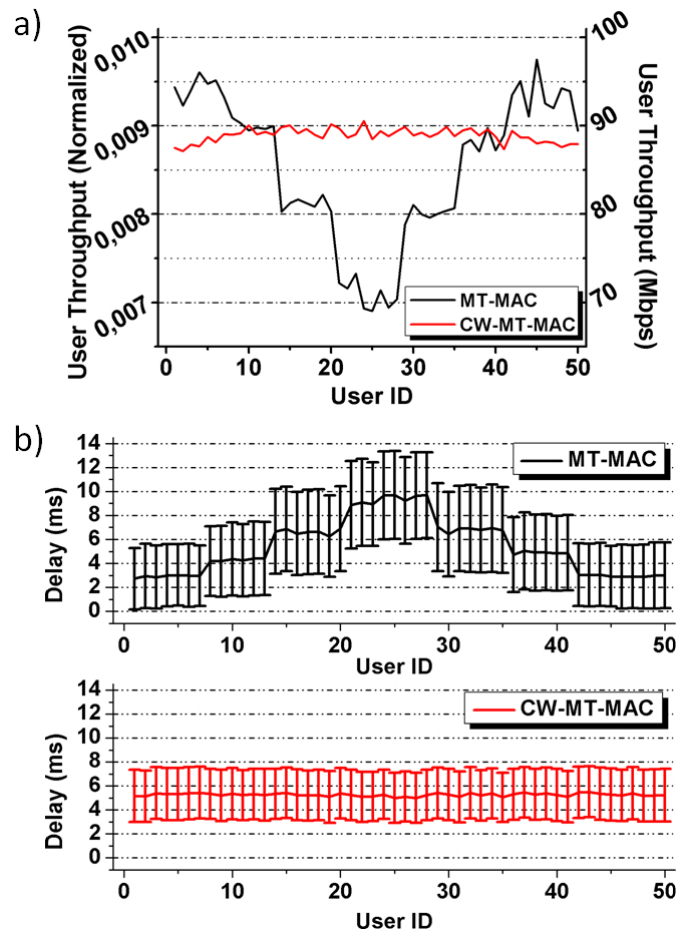 a)
User Throughput (Normalized)
0,010
0,009
0,008
0,007
100
90
80
70
User Throughput (Mbps)
MT-MAC
CW-MT-MAC
0 10 20 30 40 50
User ID
b)
Delay (ms)
14
12
10
8
6
4
2
0
MT-MAC
0 10 20 30 40 50
User ID
Delay (ms)
14
12
10
8
6
4
2
0
CW-MT-MAC
0 10 20 30 40 50
User ID